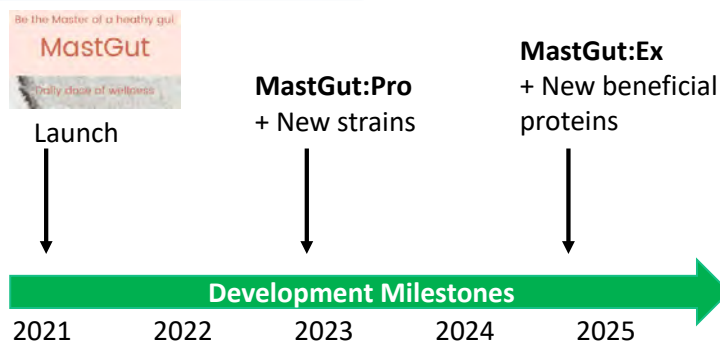 Be the Master of a heathy gut
MastGut
Daily dose of wellness
Launch
MastGut:Pro
+ New strains
MastGut:Ex
+ New beneficial
proteins
Development Milestones
2021 2022 2023 2024 2025